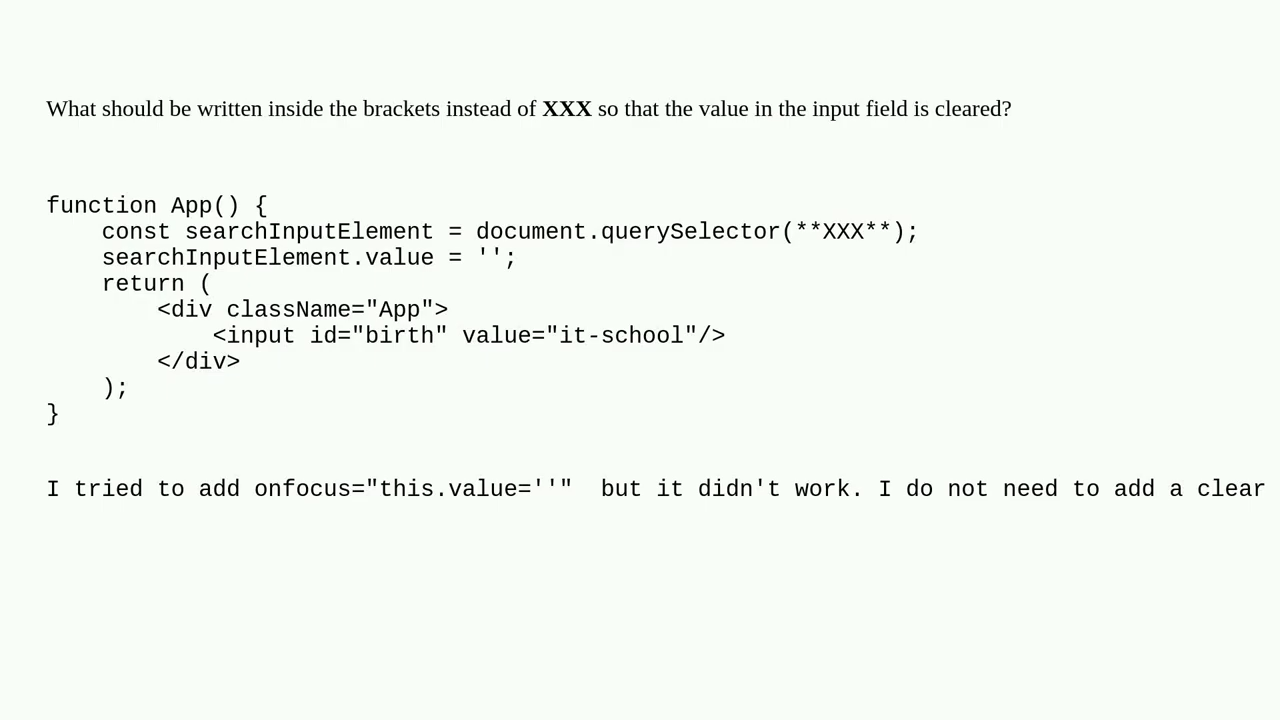 What should be written inside the brackets instead of XXX so that the value in the input field is cleared?
function App() {
    const searchInputElement = document.querySelector(**XXX**);
    searchInputElement.value = '';
    return (
        <div className="App">
            <input id="birth" value="it-school"/>
        </div>
    );
}
I tried to add onfocus="this.value=''"  but it didn't work. I do not need to add a clear